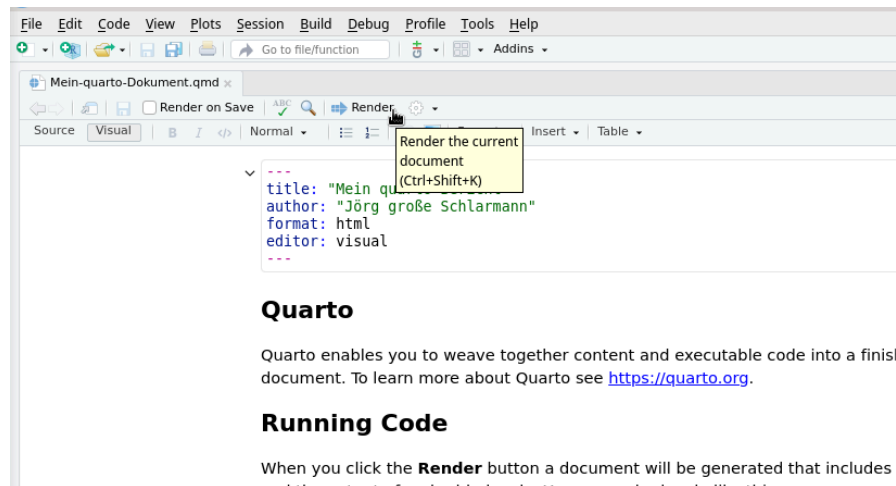 File Edit Code View Plots Session Build Debug Profile Tools Help
Go to file/function Addins
Mein-quarto-Dokument.qmd
Render on Save ABC Render
Source Visual B I </> Normal Insert Table
Render the current
document
(Ctrl+Shift+K)
---
title: "Mein
author: "Jörg große Schlarmann"
format: html
editor: visual
---
Quarto
Quarto enables you to weave together content and executable code into a
document. To learn more about Quarto see https://quarto.org.
Running Code
When you click the Render button a document will be generated that includes